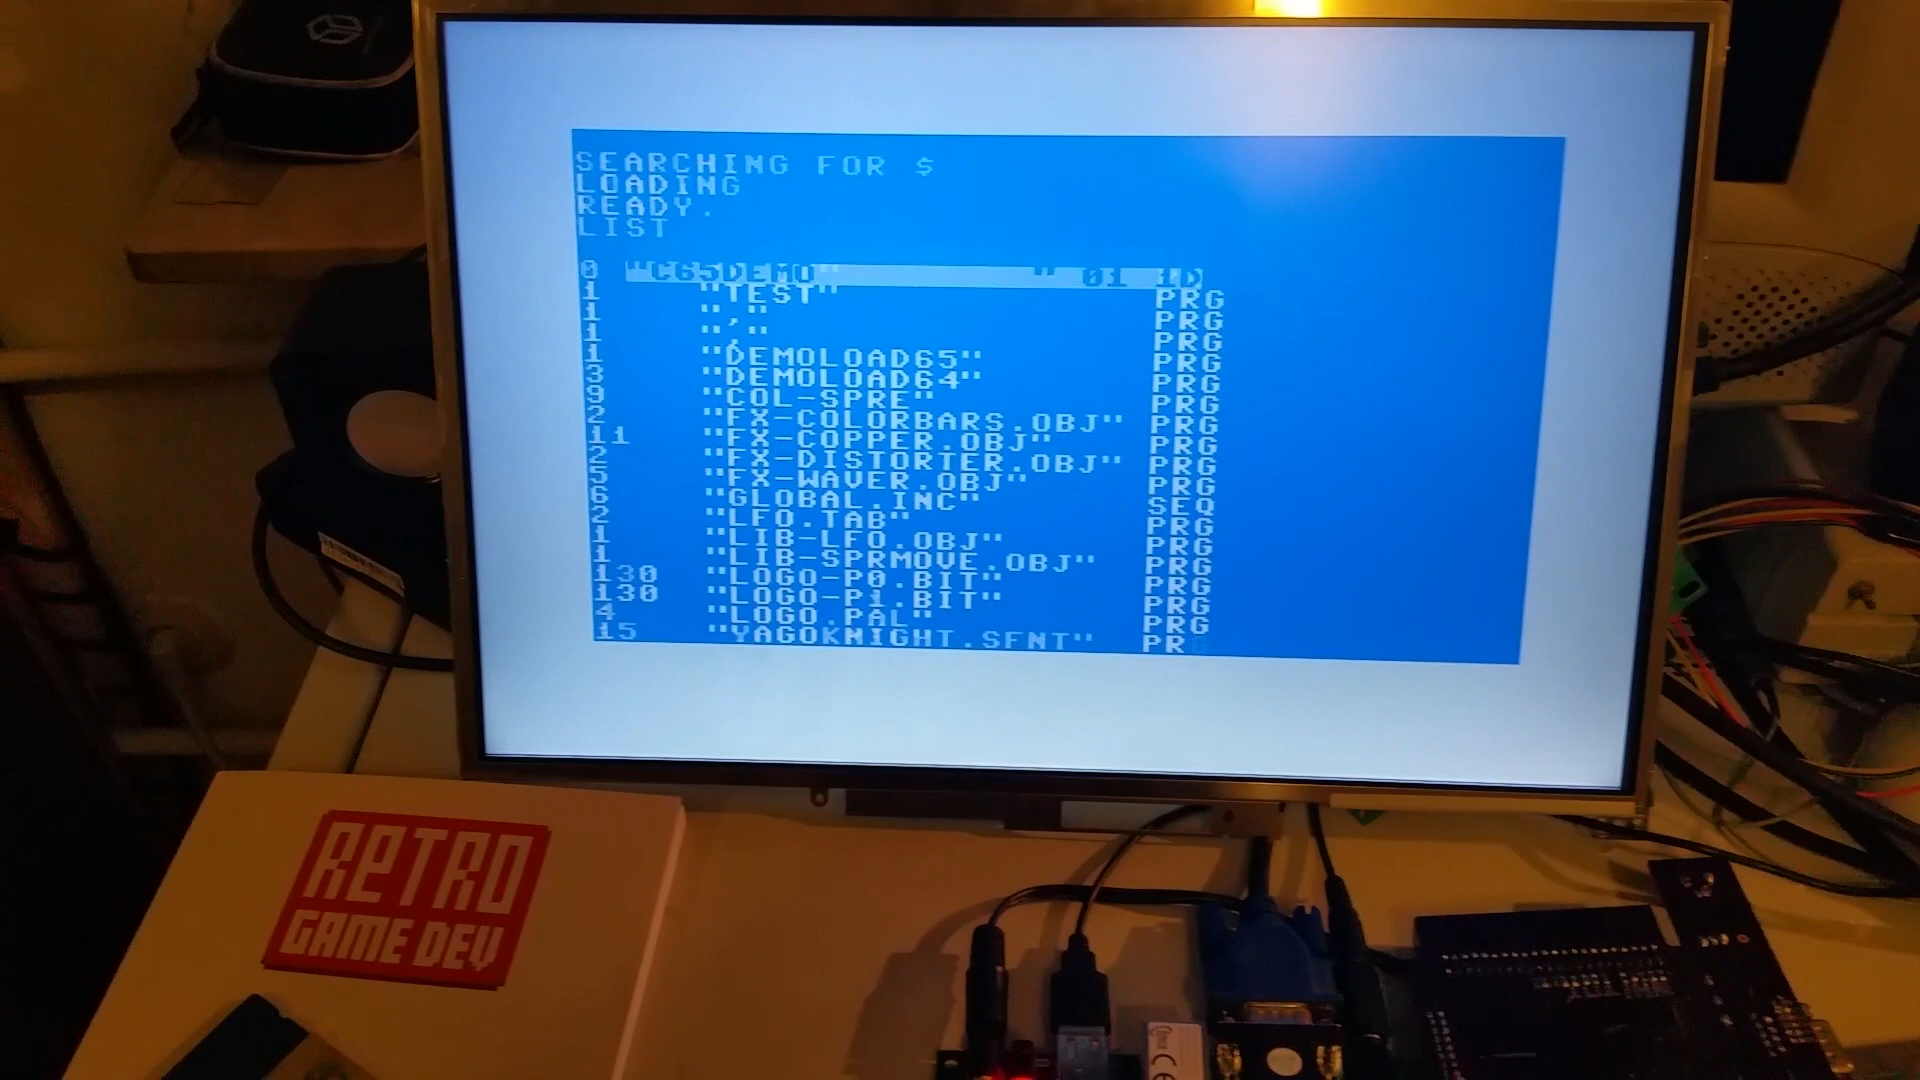 SEARCHING FOR $
LOADING
READY.
LIST
0 "C65DEMO" " 01 1D
1 "TEST" PRG
1 "," PRG
1 "," PRG
1 "DEMOLOAD65" PRG
3 "DEMOLOAD64" PRG
9 "COL-SPRE" PRG
2 "FX-COLORBARS.OBJ" PRG
11 "FX-COPPER.OBJ" PRG
2 "FX-DISTORTER.OBJ" PRG
5 "FX-WAVER.OBJ" PRG
6 "GLOBAL.INC" SEQ
2 "LFO.TAB" PRG
1 "LIB-LFO.OBJ" PRG
1 "LIB-SPRMOVE.OBJ" PRG
130 "LOGO-P0.BIT" PRG
130 "LOGO-P1.BIT" PRG
4 "LOGO.PAL" PRG
15 "YAGOKNIGHT.SFNT" PR
RETRO
GAME DEV
CE